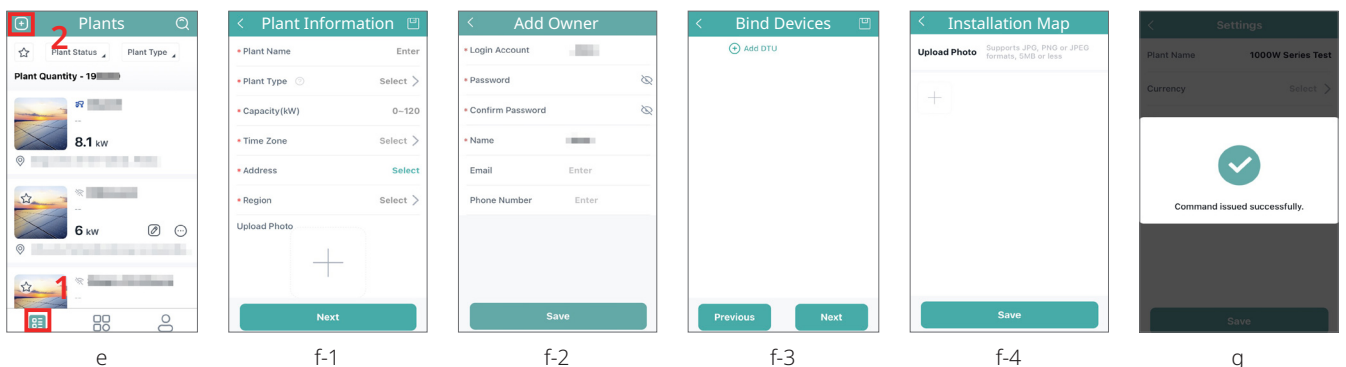 Plants
2
Plant Status
Plant Type
Plant Quantity - 19
--
8.1 kW
--
6 kW
1
--
e
Plant Information
* Plant Name Enter
* Plant Type Select >
* Capacity(kW) 0~120
* Time Zone Select >
* Address Select
* Region Select >
Upload Photo
Next
f-1
Add Owner
* Login Account
* Password
* Confirm Password
* Name
Email Enter
Phone Number Enter
Save
f-2
Bind Devices
Add DTU
Previous Next
f-3
Installation Map
Upload Photo Supports JPG, PNG or JPEG
formats, 5MB or less
Save
f-4
Settings
Plant Name 1000W Series Test
Currency Select >
Command issued successfully.
Save
g